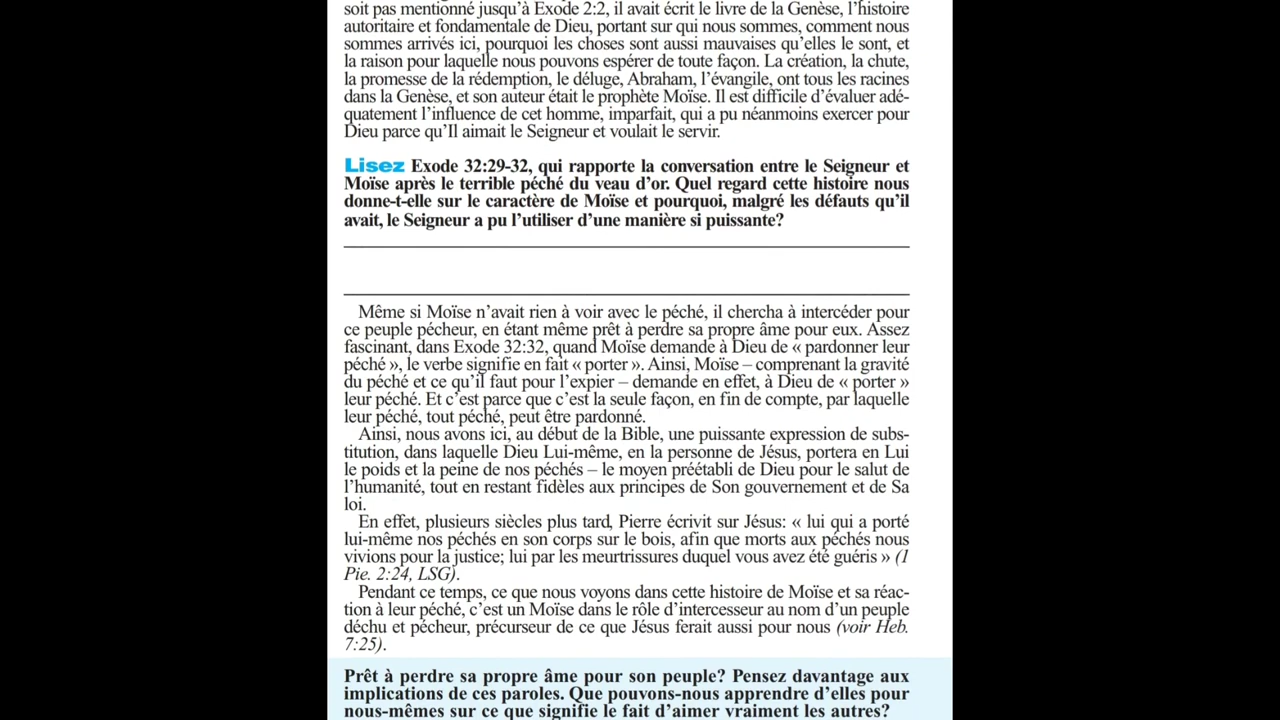 soit pas mentionné jusqu'à Exode 2:2, il avait écrit le livre de la Genèse, l'histoire
autoritaire et fondamentale de Dieu, portant sur qui nous sommes, comment nous
sommes arrivés ici, pourquoi les choses sont aussi mauvaises qu'elles le sont, et
la raison pour laquelle nous pouvons espérer de toute façon. La création, la chute,
la promesse de la rédemption, le déluge, Abraham, l'évangile, ont tous les racines
dans la Genèse, et son auteur était le prophète Moïse. Il est difficile d'évaluer adé-
quatement l'influence de cet homme, imparfait, qui a pu néanmoins exercer pour
Dieu parce qu'Il aimait le Seigneur et voulait le servir.
Lisez Exode 32:29-32, qui rapporte la conversation entre le Seigneur et
Moïse après le terrible péché du veau d'or. Quel regard cette histoire nous
donne-t-elle sur le caractère de Moïse et pourquoi, malgré les défauts qu'il
avait, le Seigneur a pu l'utiliser d'une manière si puissante?
Même si Moïse n'avait rien à voir avec le péché, il chercha à intercéder pour
ce peuple pécheur, en étant même prêt à perdre sa propre âme pour eux. Assez
fascinant, dans Exode 32:32, quand Moïse demande à Dieu de « pardonner leur
péché », le verbe signifie en fait « porter ». Ainsi, Moïse – comprenant la gravité
du péché et ce qu'il faut pour l'expier – demande en effet, à Dieu de « porter »
leur péché. Et c'est parce que c'est la seule façon, en fin de compte, par laquelle
leur péché, tout péché, peut être pardonné.
Ainsi, nous avons ici, au début de la Bible, une puissante expression de subs-
titution, dans laquelle Dieu Lui-même, en la personne de Jésus, portera en Lui
le poids et la peine de nos péchés – le moyen préétabli de Dieu pour le salut de
l'humanité, tout en restant fidèles aux principes de Son gouvernement et de Sa
loi.
En effet, plusieurs siècles plus tard, Pierre écrivit sur Jésus: « lui qui a porté
lui-même nos péchés en son corps sur le bois, afin que morts aux péchés nous
vivions pour la justice; lui par les meurtrissures duquel vous avez été guéris » (1
Pie. 2:24, LSG).
Pendant ce temps, ce que nous voyons dans cette histoire de Moïse et sa réac-
tion à leur péché, c'est un Moïse dans le rôle d'intercesseur au nom d'un peuple
déchu et pécheur, précurseur de ce que Jésus ferait aussi pour nous (voir Heb.
7:25).
Prêt à perdre sa propre âme pour son peuple? Pensez davantage aux
implications de ces paroles. Que pouvons-nous apprendre d'elles pour
nous-mêmes sur ce que signifie le fait d'aimer vraiment les autres?